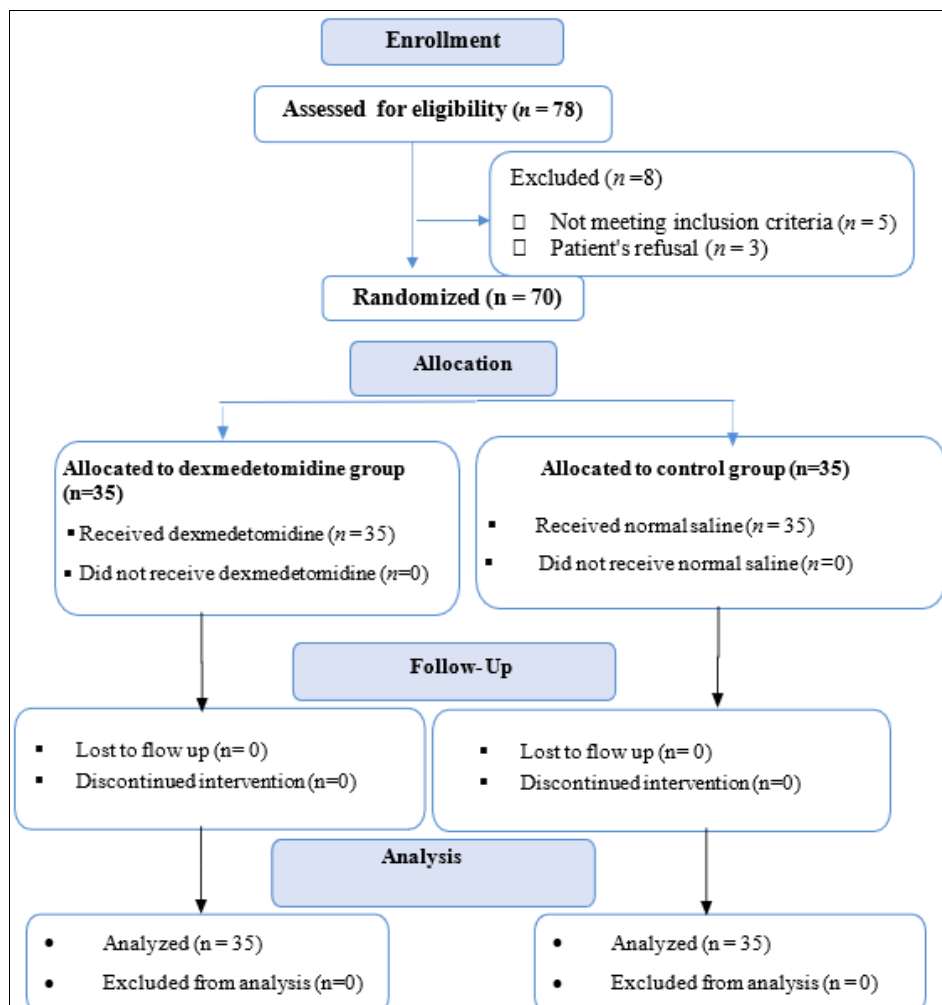 Enrollment
Assessed for eligibility (n = 78)
Excluded (n =8)
□ Not meeting inclusion criteria (n = 5)
□ Patient's refusal (n = 3)
Randomized (n = 70)
Allocation
Allocated to dexmedetomidine group
(n=35)
▪ Received dexmedetomidine (n = 35)
▪ Did not receive dexmedetomidine (n=0)
Allocated to control group (n=35)
▪ Received normal saline (n = 35)
▪ Did not receive normal saline (n=0)
Follow-Up
▪ Lost to flow up (n= 0)
▪ Discontinued intervention (n=0)
▪ Lost to flow up (n= 0)
▪ Discontinued intervention (n=0)
Analysis
• Analyzed (n = 35)
• Excluded from analysis (n=0)
• Analyzed (n = 35)
• Excluded from analysis (n = 0)